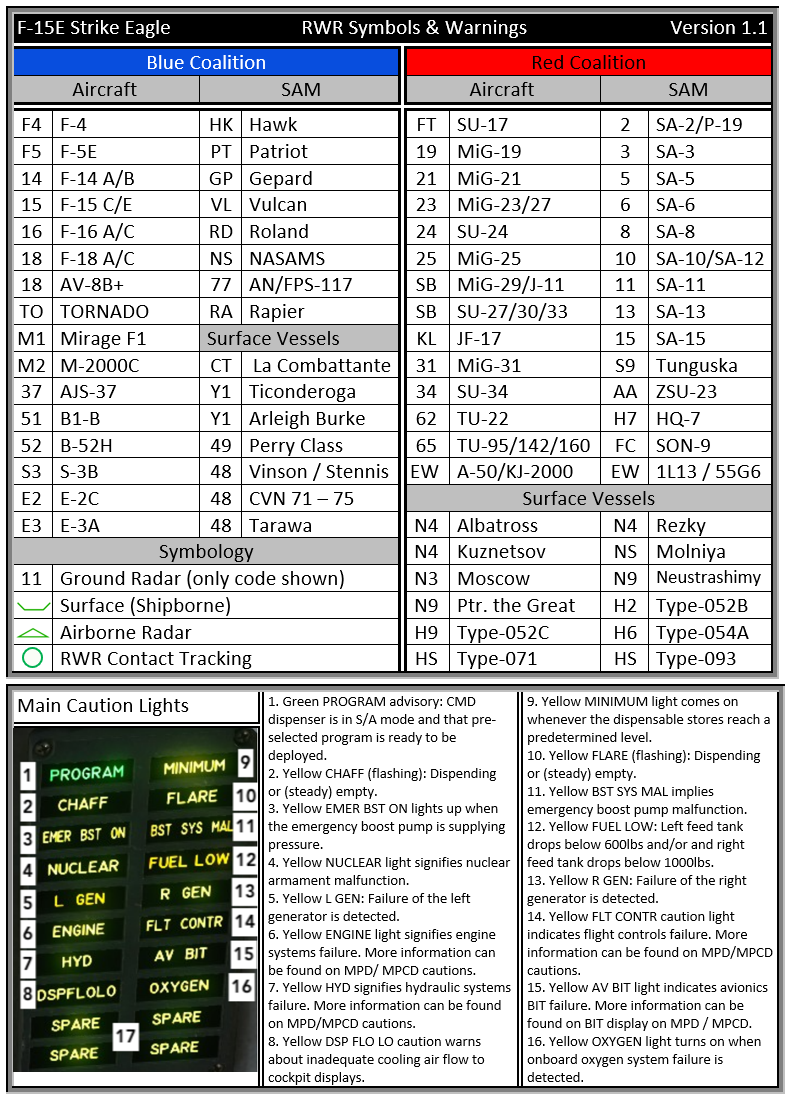 F-15E Strike Eagle RWR Symbols & Warnings Version 1.1
Blue Coalition
Aircraft SAM
F4 F-4 HK Hawk
F5 F-5E PT Patriot
14 F-14 A/B GP Gepard
15 F-15 C/E VL Vulcan
16 F-16 A/C RD Roland
18 F-18 A/C NS NASAMS
18 AV-8B+ 77 AN/FPS-117
TO TORNADO RA Rapier
M1 Mirage F1 Surface Vessels
M2 M-2000C CT La Combattante
37 AJS-37 Y1 Ticonderoga
51 B1-B Y1 Arleigh Burke
52 B-52H 49 Perry Class
S3 S-3B 48 Vinson / Stennis
E2 E-2C 48 CVN 71 – 75
E3 E-3A 48 Tarawa
Symbology
11 Ground Radar (only code shown)
Surface (Shipborne)
Airborne Radar
RWR Contact Tracking
Red Coalition
Aircraft SAM
FT SU-17 2 SA-2/P-19
19 MiG-19 3 SA-3
21 MiG-21 5 SA-5
23 MiG-23/27 6 SA-6
24 SU-24 8 SA-8
25 MiG-25 10 SA-10/SA-12
SB MiG-29/J-11 11 SA-11
SB SU-27/30/33 13 SA-13
KL JF-17 15 SA-15
31 MiG-31 S9 Tunguska
34 SU-34 AA ZSU-23
62 TU-22 H7 HQ-7
65 TU-95/142/160 FC SON-9
EW A-50/KJ-2000 EW 1L13 / 55G6
Surface Vessels
N4 Albatross N4 Rezky
N4 Kuznetsov NS Molniya
N3 Moscow N9 Neustrashimy
N9 Ptr. the Great H2 Type-052B
H9 Type-052C H6 Type-054A
HS Type-071 HS Type-093
Main Caution Lights
1 PROGRAM MINIMUM 9
2 CHAFF FLARE 10
3 EMER BST ON BST SYS MAL 11
4 NUCLEAR FUEL LOW 12
5 L GEN R GEN 13
6 ENGINE FLT CONTR 14
7 HYD AV BIT 15
8 DSPFLOLO OXYGEN 16
SPARE SPARE
17
SPARE SPARE
1. Green PROGRAM advisory: CMD
dispenser is in S/A mode and that pre-
selected program is ready to be
deployed.
2. Yellow CHAFF (flashing): Dispending
or (steady) empty.
3. Yellow EMER BST ON lights up when
the emergency boost pump is supplying
pressure.
4. Yellow NUCLEAR light signifies nuclear
armament malfunction.
5. Yellow L GEN: Failure of the left
generator is detected.
6. Yellow ENGINE light signifies engine
systems failure. More information can
be found on MPD/ MPCD cautions.
7. Yellow HYD signifies hydraulic systems
failure. More information can be found
on MPD/MPCD cautions.
8. Yellow DSP FLO LO caution warns
about inadequate cooling air flow to
cockpit displays.
9. Yellow MINIMUM light comes on
whenever the dispensable stores reach a
predetermined level.
10. Yellow FLARE (flashing): Dispending
or (steady) empty.
11. Yellow BST SYS MAL implies
emergency boost pump malfunction.
12. Yellow FUEL LOW: Left feed tank
drops below 600lbs and/or and right
feed tank drops below 1000lbs.
13. Yellow R GEN: Failure of the right
generator is detected.
14. Yellow FLT CONTR caution light
indicates flight controls failure. More
information can be found on MPD/MPCD
cautions.
15. Yellow AV BIT light indicates avionics
BIT failure. More information can be
found on BIT display on MPD / MPCD.
16. Yellow OXYGEN light turns on when
onboard oxygen system failure is
detected.